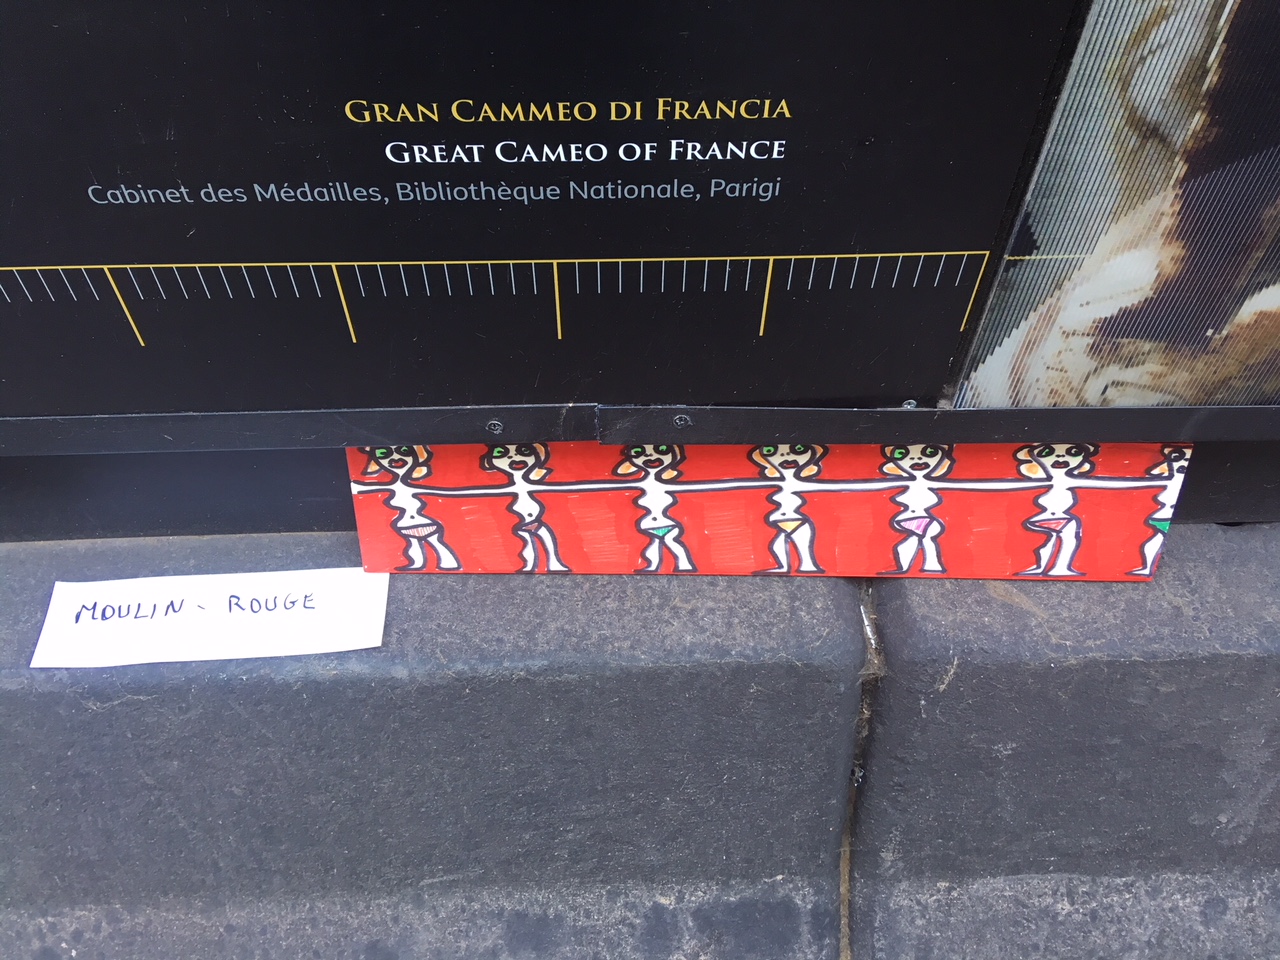 GRAN CAMMEO DI FRANCIA
GREAT CAMEO OF FRANCE
Cabinet des Médailles, Bibliothèque Nationale, Parigi
MOULIN - ROUGE